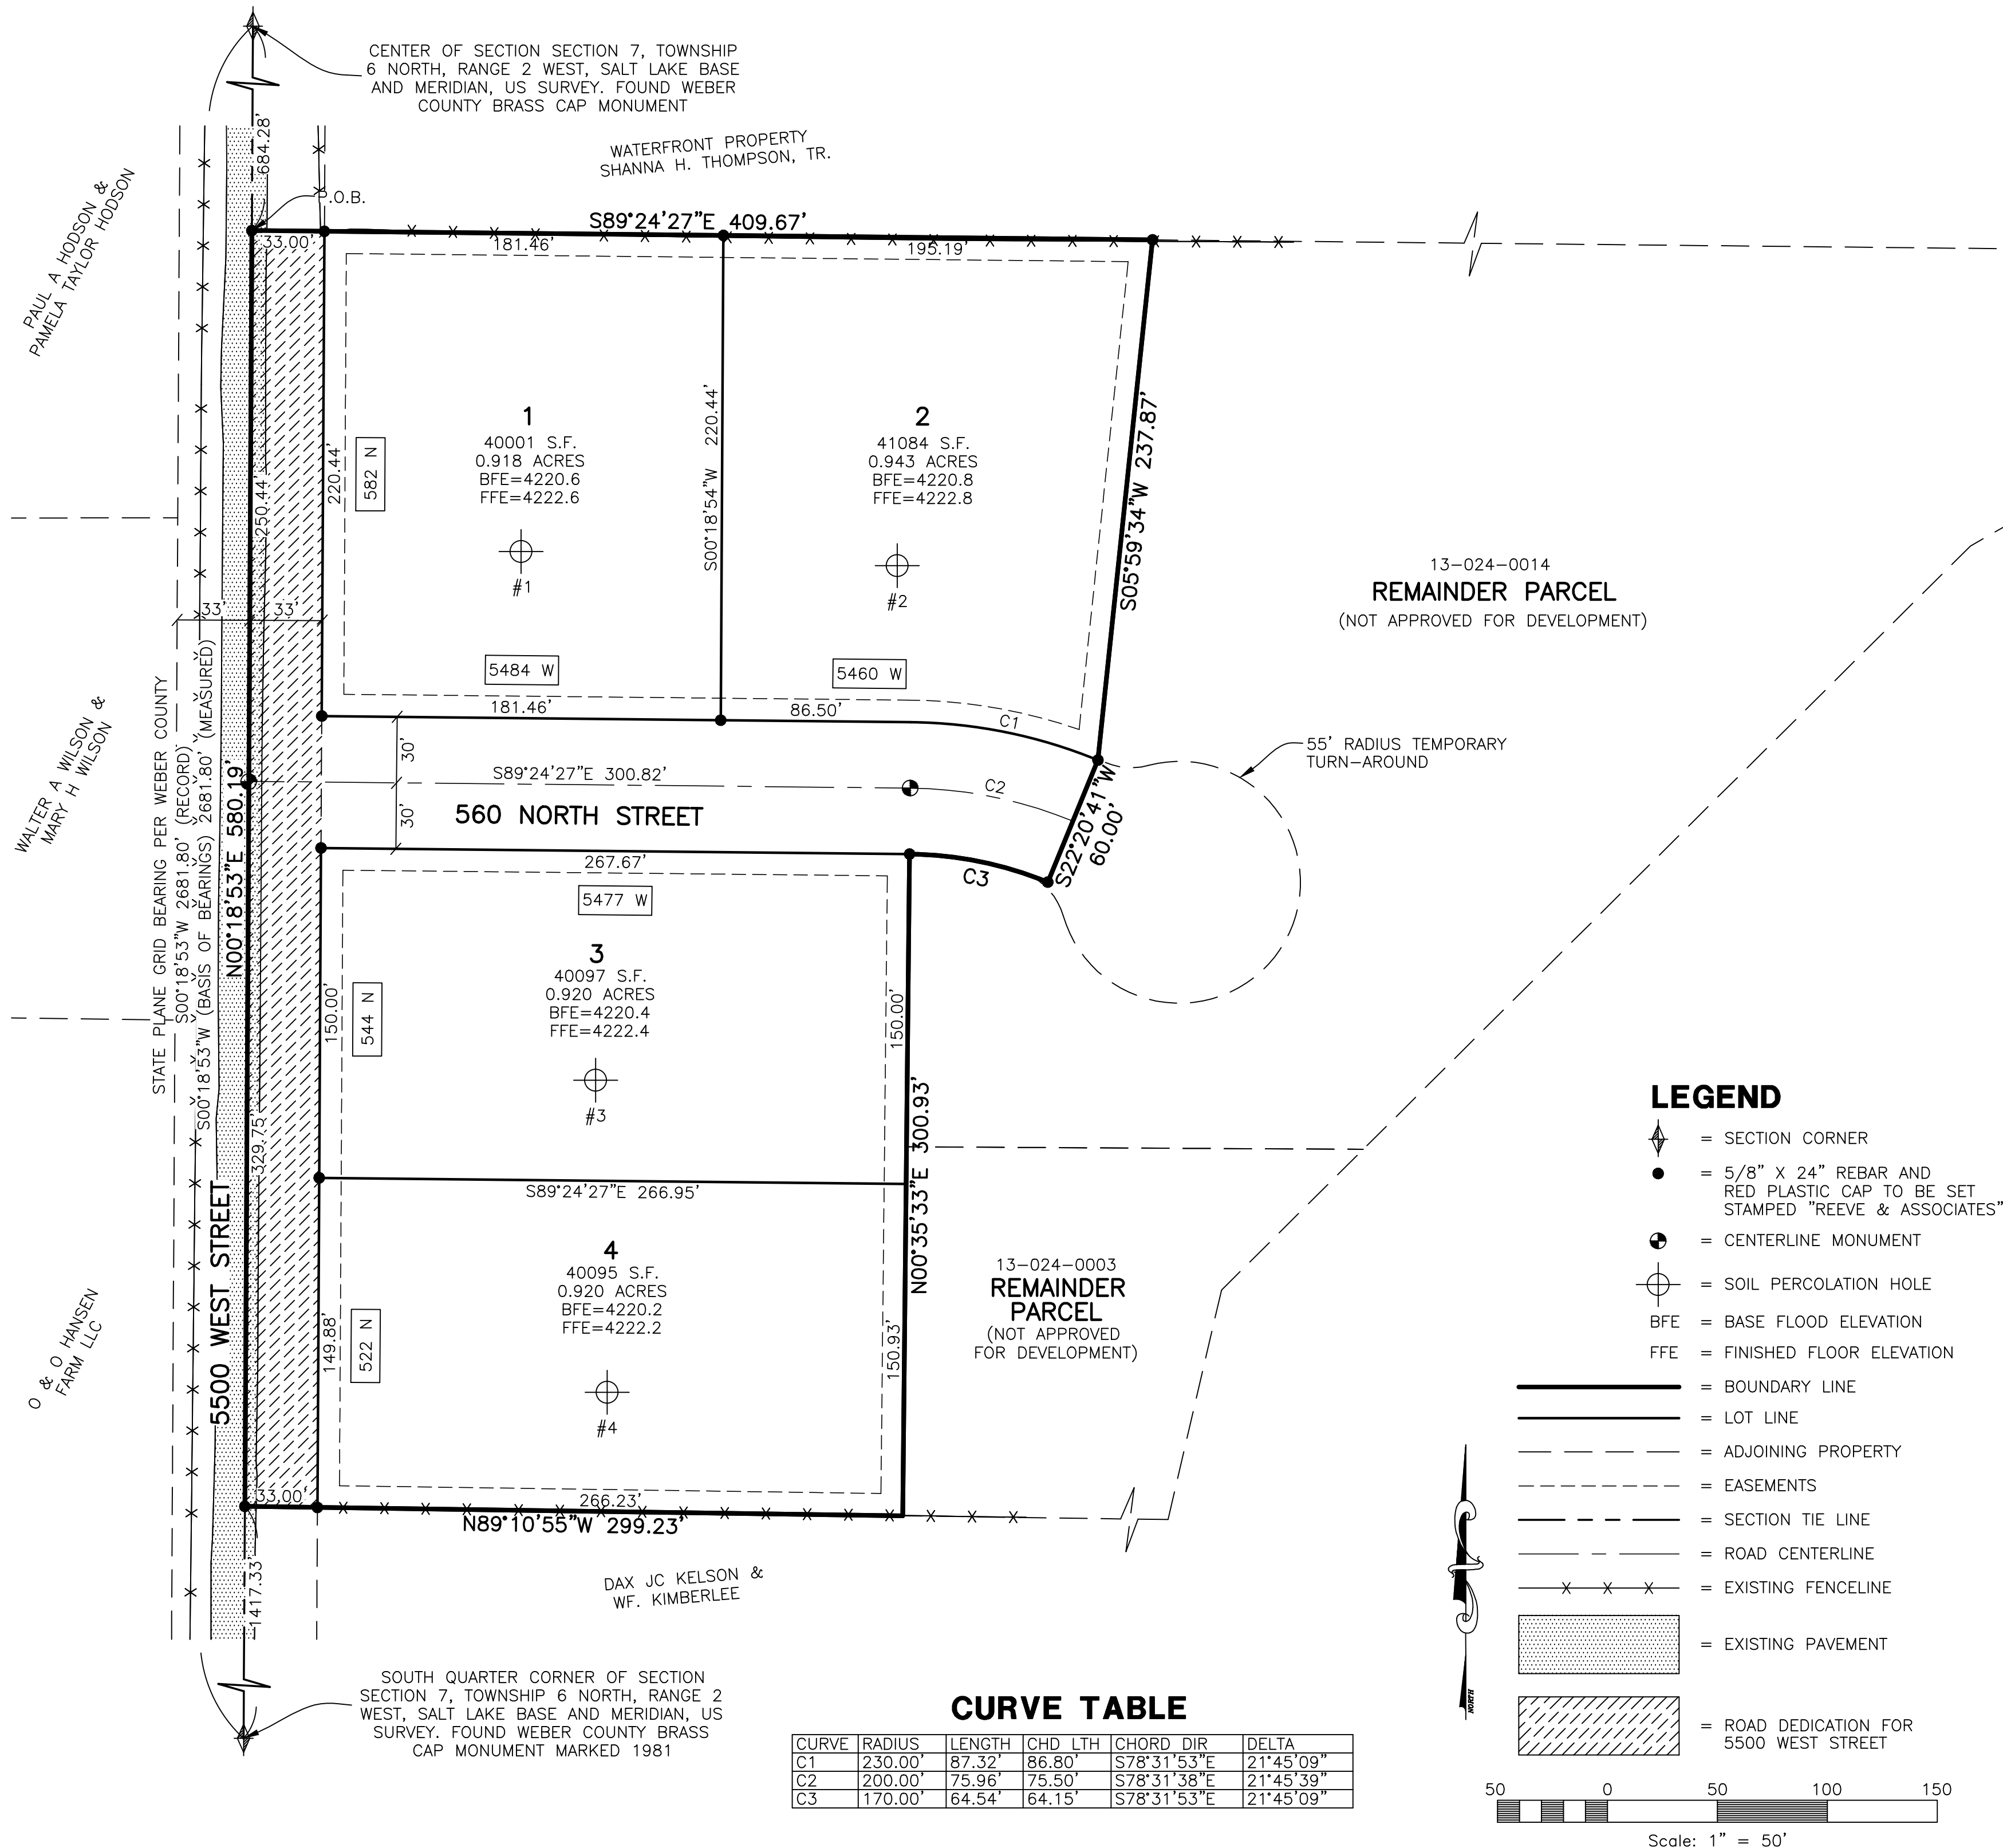 CENTER OF SECTION SECTION 7, TOWNSHIP
6 NORTH, RANGE 2 WEST, SALT LAKE BASE
AND MERIDIAN, US SURVEY. FOUND WEBER
COUNTY BRASS CAP MONUMENT
684.28'
WATERFRONT PROPERTY
SHANNA H. THOMPSON, TR.
PAUL A HODSON &
PAMELA TAYLOR HODSON
P.O.B.
S89°24'27"E 409.67'
33.00'
181.46'
195.19'
250.44'
220.44'
582 N
1
40001 S.F.
0.918 ACRES
BFE=4220.6
FFE=4222.6
#1
S00°18'54"W 220.44'
2
41084 S.F.
0.943 ACRES
BFE=4220.8
FFE=4222.8
#2
S05°59'34"W 237.87'
13-024-0014
REMAINDER PARCEL
(NOT APPROVED FOR DEVELOPMENT)
33'
33'
5484 W
5460 W
181.46'
86.50'
C1
WALTER A WILSON &
MARY H WILSON
STATE PLANE GRID BEARING PER WEBER COUNTY
S00°18'53"W 2681.80' (RECORD)
S00°18'53"W (BASIS OF BEARINGS) 2681.80' (MEASURED)
N00°18'53"E 580.19'
30'
30'
S89°24'27"E 300.82'
C2
560 NORTH STREET
S22°20'41"W
60.00'
55' RADIUS TEMPORARY
TURN-AROUND
267.67'
C3
5477 W
3
40097 S.F.
0.920 ACRES
BFE=4220.4
FFE=4222.4
#3
150.00'
544 N
150.00'
N00°35'33"E 300.93'
329.75'
S89°24'27"E 266.95'
5500 WEST STREET
4
40095 S.F.
0.920 ACRES
BFE=4220.2
FFE=4222.2
#4
149.88'
522 N
150.93'
13-024-0003
REMAINDER
PARCEL
(NOT APPROVED
FOR DEVELOPMENT)
O & O HANSEN
FARM LLC
33.00'
266.23'
N89°10'55"W 299.23'
1417.33'
DAX JC KELSON &
WF. KIMBERLEE
SOUTH QUARTER CORNER OF SECTION
SECTION 7, TOWNSHIP 6 NORTH, RANGE 2
WEST, SALT LAKE BASE AND MERIDIAN, US
SURVEY. FOUND WEBER COUNTY BRASS
CAP MONUMENT MARKED 1981
LEGEND
= SECTION CORNER
= 5/8" X 24" REBAR AND
RED PLASTIC CAP TO BE SET
STAMPED "REEVE & ASSOCIATES"
= CENTERLINE MONUMENT
= SOIL PERCOLATION HOLE
BFE = BASE FLOOD ELEVATION
FFE = FINISHED FLOOR ELEVATION
= BOUNDARY LINE
= LOT LINE
= ADJOINING PROPERTY
= EASEMENTS
= SECTION TIE LINE
= ROAD CENTERLINE
= EXISTING FENCELINE
= EXISTING PAVEMENT
= ROAD DEDICATION FOR
5500 WEST STREET
NORTH
CURVE TABLE
CURVE RADIUS LENGTH CHD LTH CHORD DIR DELTA
C1 230.00' 87.32' 86.80' S78°31'53"E 21°45'09"
C2 200.00' 75.96' 75.50' S78°31'38"E 21°45'39"
C3 170.00' 64.54' 64.15' S78°31'53"E 21°45'09"
50 0 50 100 150
Scale: 1" = 50'